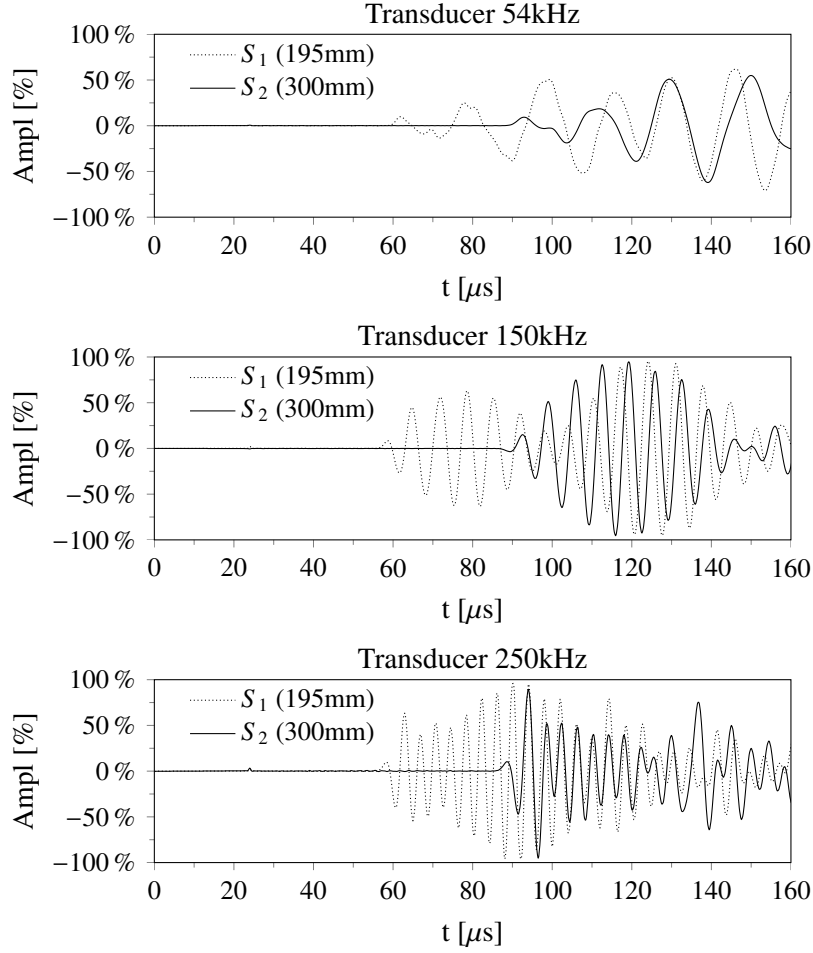 Transducer 54kHz
100 %
50 %
0 %
−50 %
−100 %
Ampl [%]
S1 (195mm)
S2 (300mm)
0 20 40 60 80 100 120 140 160
t [μs]
Transducer 150kHz
100 %
50 %
0 %
−50 %
−100 %
Ampl [%]
S1 (195mm)
S2 (300mm)
0 20 40 60 80 100 120 140 160
t [μs]
Transducer 250kHz
100 %
50 %
0 %
−50 %
−100 %
Ampl [%]
S1 (195mm)
S2 (300mm)
0 20 40 60 80 100 120 140 160
t [μs]